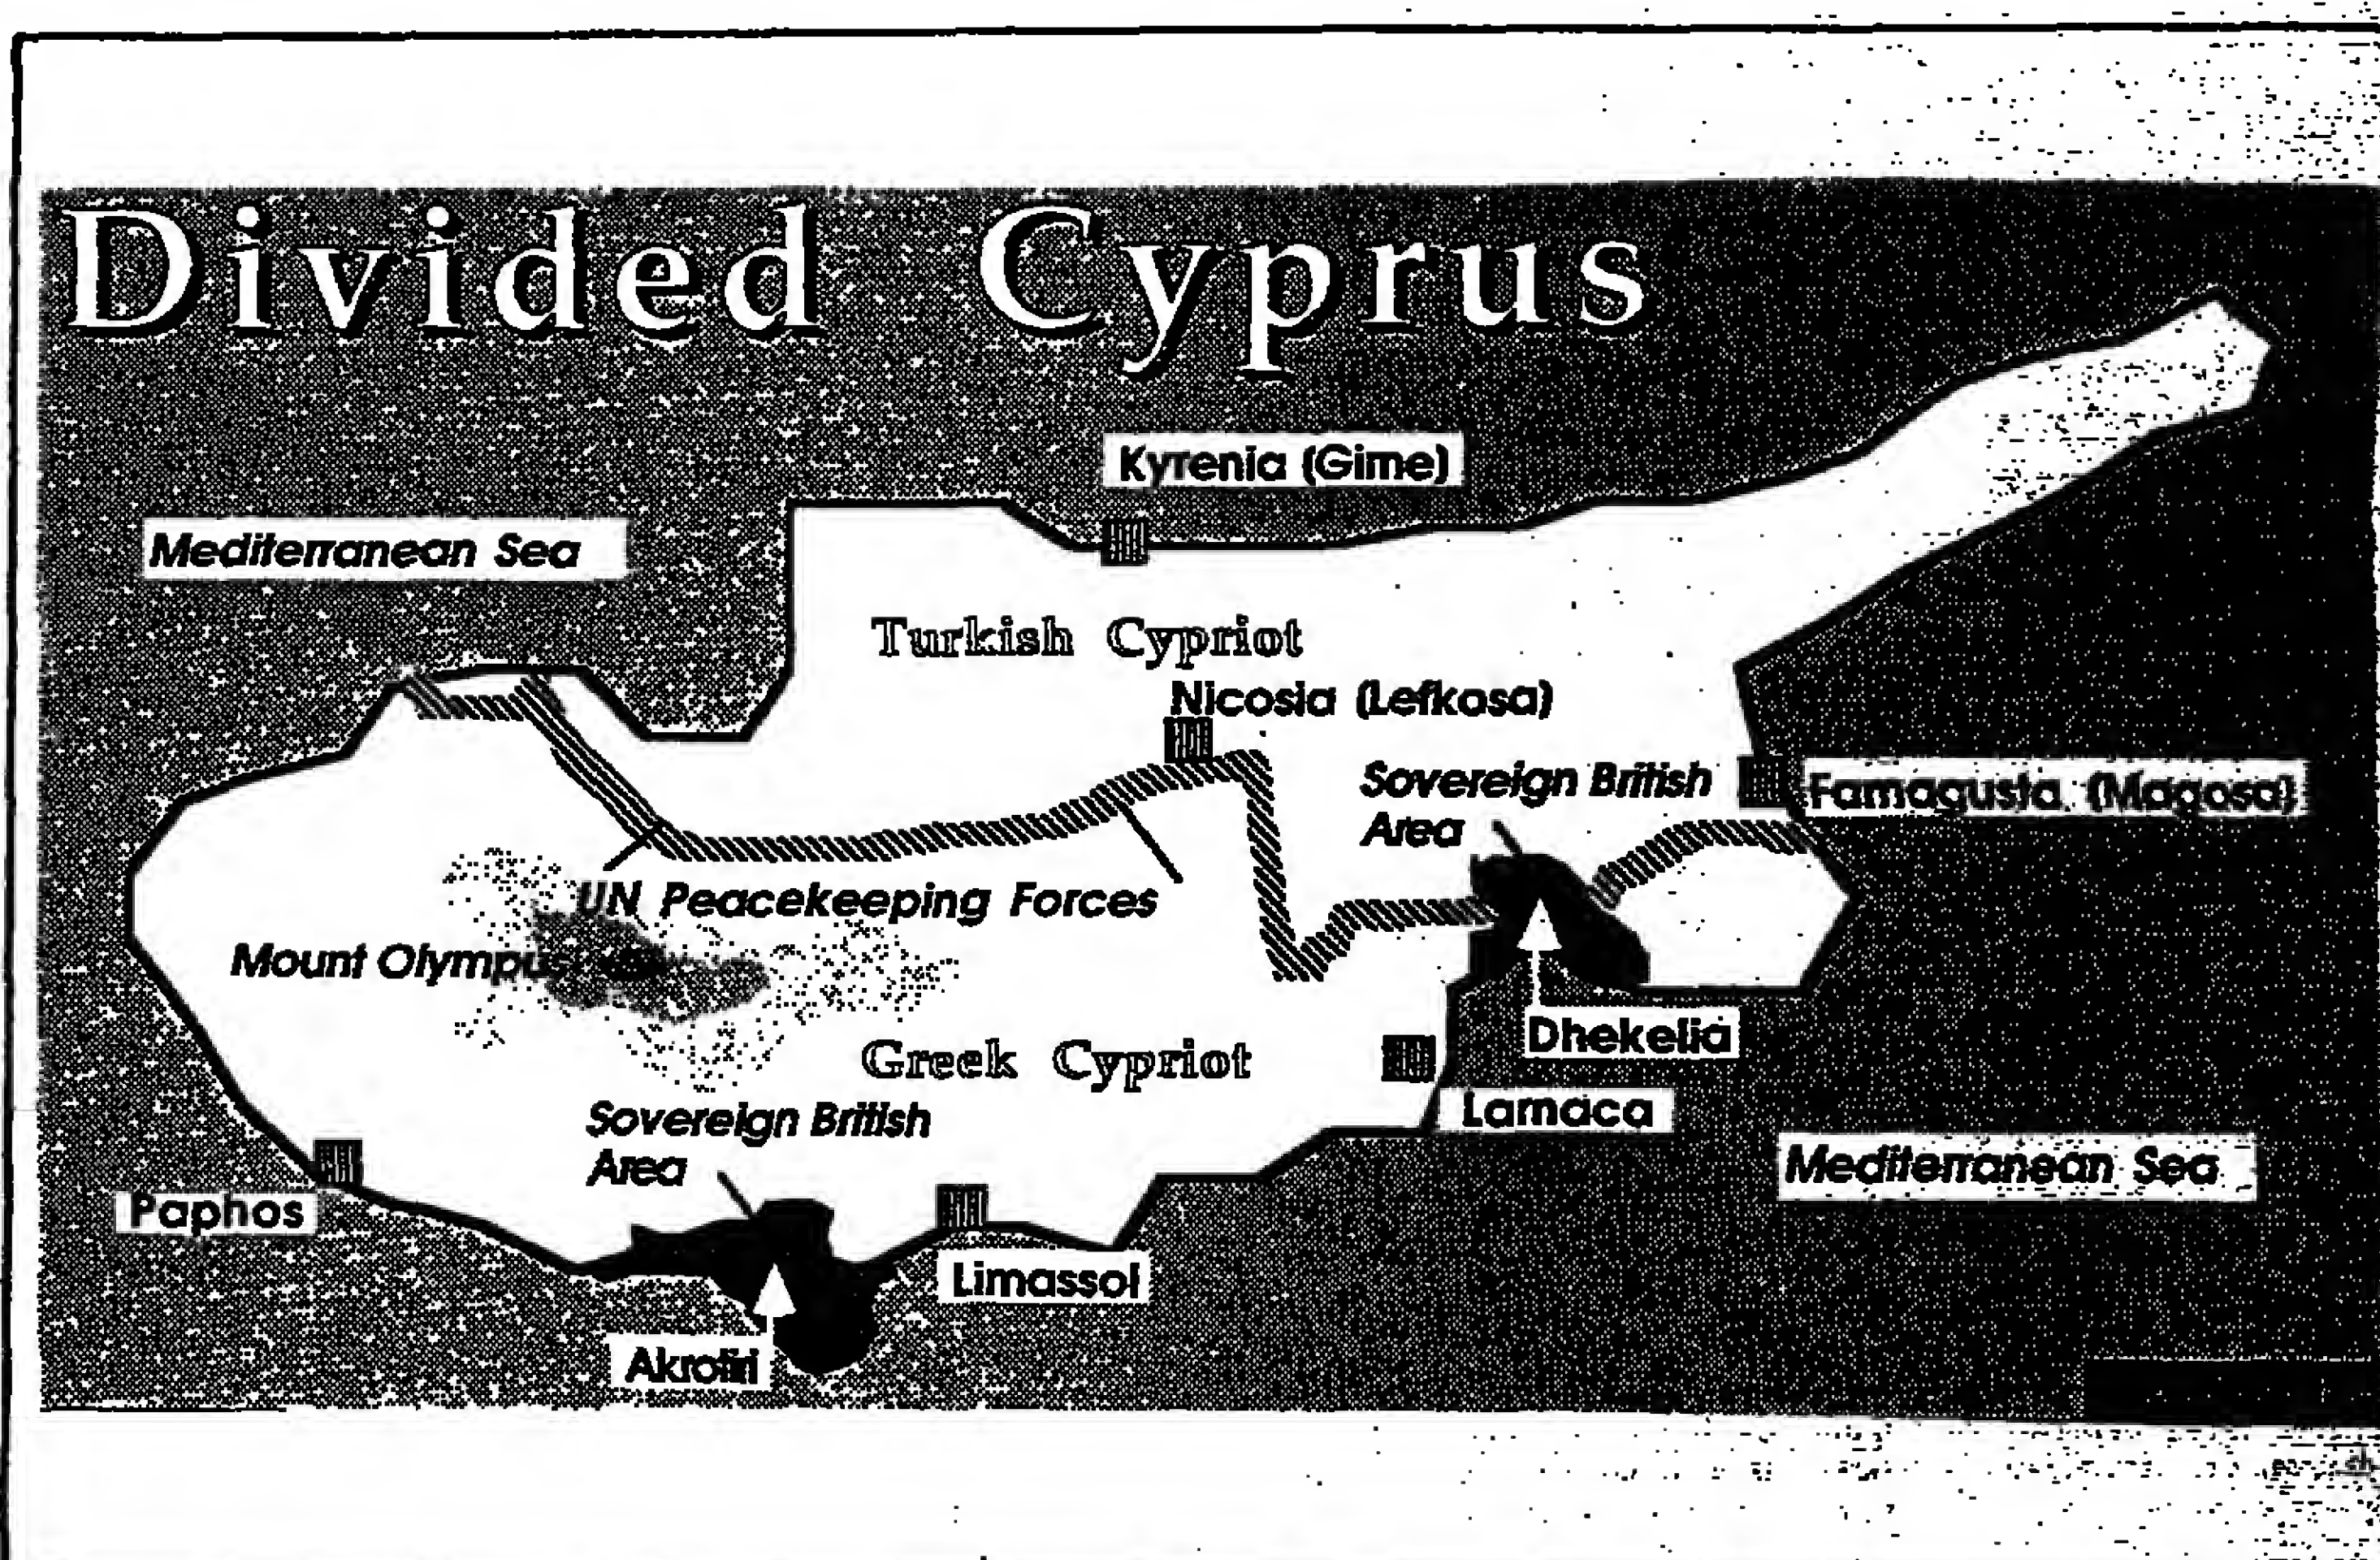 Divided Cyprus
Kyrenia (Girne)
Mediterranean Sea
Turkish Cypriot
Nicosia (Lefkosa)
Sovereign British
Area
Famagusta (Magosa)
UN Peacekeeping Forces
Mount Olympus
Dhekelia
Greek Cypriot
Larnaca
Sovereign British
Area
Mediterranean Sea
Paphos
Limassol
Akrotiri